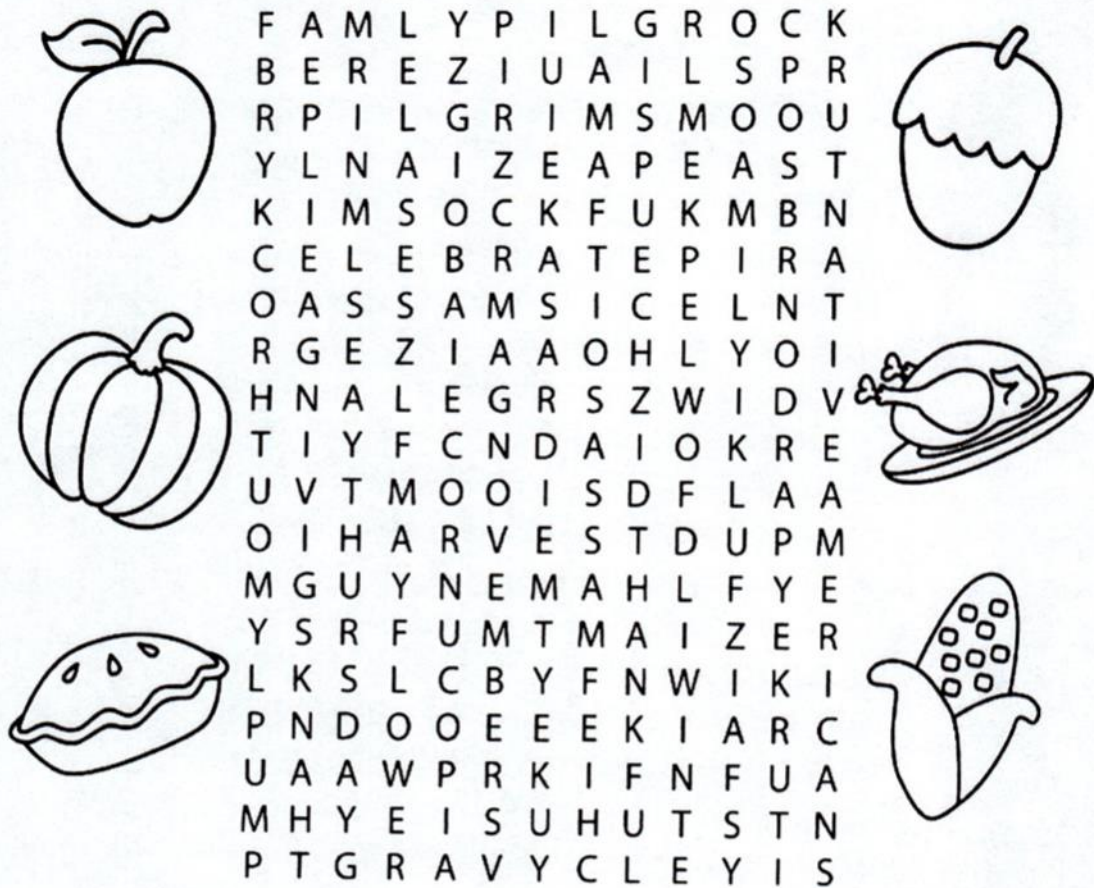 F A M L Y P I L G R O C K
B E R E Z I U A I L S P R
R P I L G R I M S M O O U
Y L N A I Z E A P E A S T
K I M S O C K F U K M B N
C E L E B R A T E P I R A
O A S S A M S I C E L N T
R G E Z I A A O H L Y O I
H N A L E G R S Z W I D V
T I Y F C N D A I O K R E
U V T M O O I S D F L A A
O I H A R V E S T D U P M
M G U Y N E M A H L F Y E
Y S R F U M T M A I Z E R
L K S L C B Y F N W I K I
P N D O O E E E K I A R C
U A A W P R K I F N F U A
M H Y E I S U H U T S T N
P T G R A V Y C L E Y I S